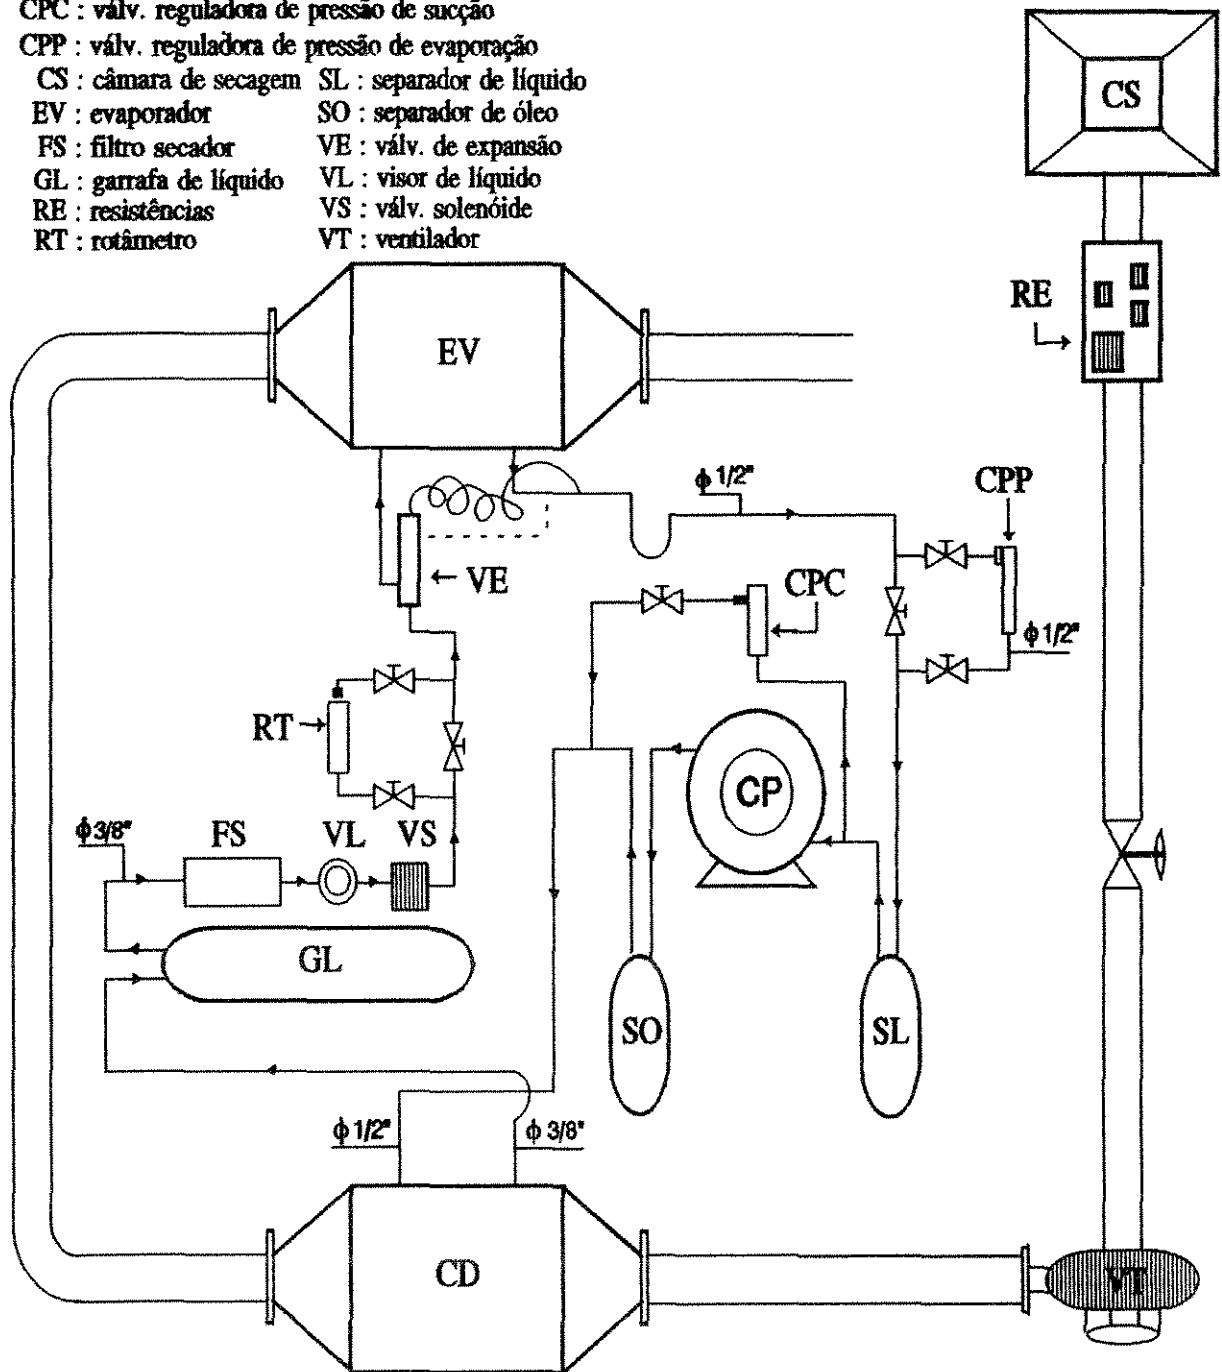 CPC : válv. reguladora de pressão de sucção
CPP : válv. reguladora de pressão de evaporação
CS : câmara de secagem SL : separador de líquido
EV : evaporador SO : separador de óleo
FS : filtro secador VE : válv. de expansão
GL : garrafa de líquido VL : visor de líquido
RE : resistências VS : válv. solenóide
RT : rotâmetro VT : ventilador
CS
RE
EV
ϕ 1/2"
CPP
VE
CPC
ϕ 1/2"
RT
CP
ϕ 3/8"
FS
VL
VS
GL
SO
SL
ϕ 1/2"
ϕ 3/8"
CD
VT